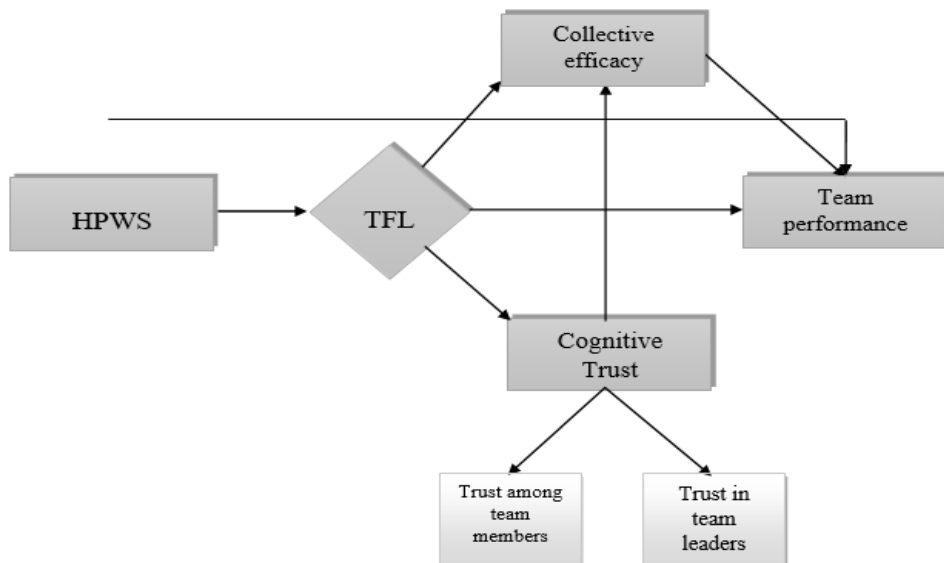 Collective
efficacy
HPWS
TFL
Team
performance
Cognitive
Trust
Trust among
team
members
Trust in
team
leaders